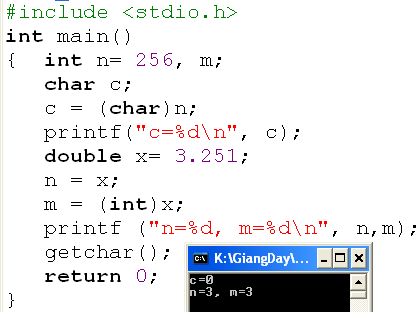 #include <stdio.h>
int main()
{ int n= 256, m;
char c;
c = (char)n;
printf("c=%d\n", c);
double x= 3.251;
n = x;
m = (int)x;
printf ("n=%d, m=%d\n", n,m);
getchar();
return 0;
}
K:\GiangDay\...
c=0
n=3, m=3